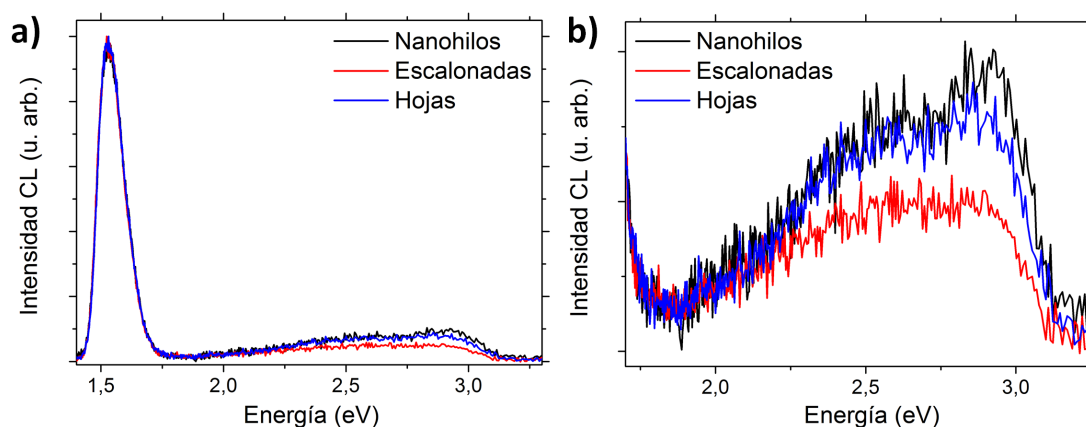 a)
Nanohilos
Escalonadas
Hojas
Intensidad CL (u. arb.)
1,5
2,0
2,5
3,0
Energía (eV)
b)
Nanohilos
Escalonadas
Hojas
Intensidad CL (u. arb.)
2,0
2,5
3,0
Energía (eV)